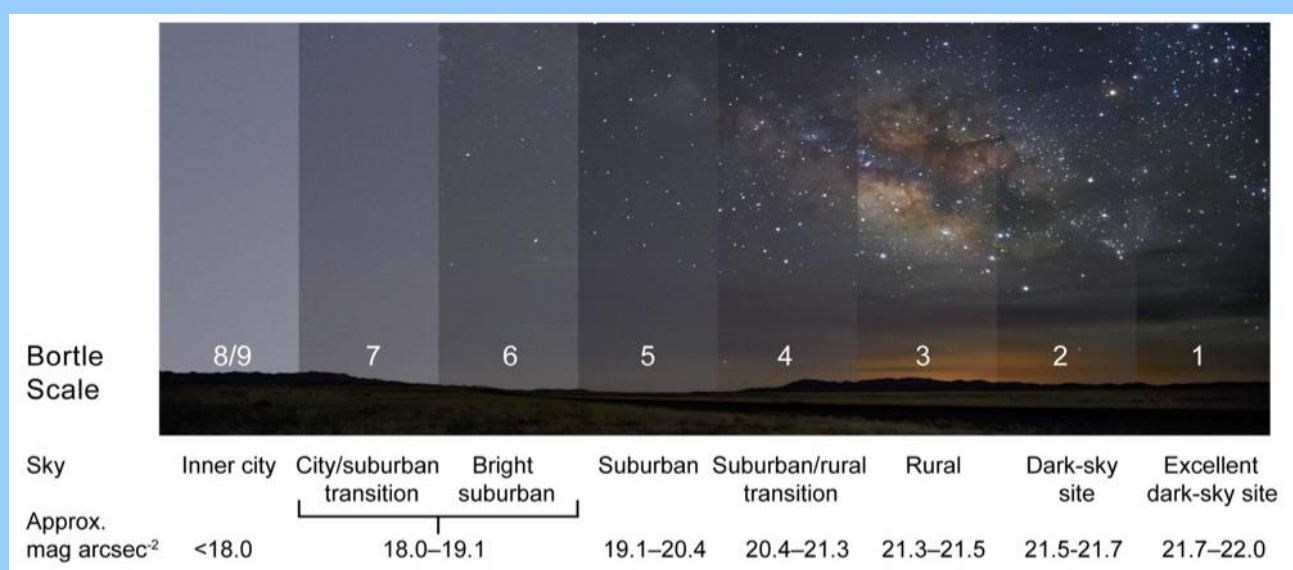 Bortle
Scale
8/9 7 6 5 4 3 2 1
Sky Inner city City/suburban Bright Suburban Suburban/rural Rural Dark-sky Excellent
transition suburban transition site dark-sky site
Approx.
mag arcsec-2 <18.0 18.0–19.1 19.1–20.4 20.4–21.3 21.3–21.5 21.5-21.7 21.7–22.0